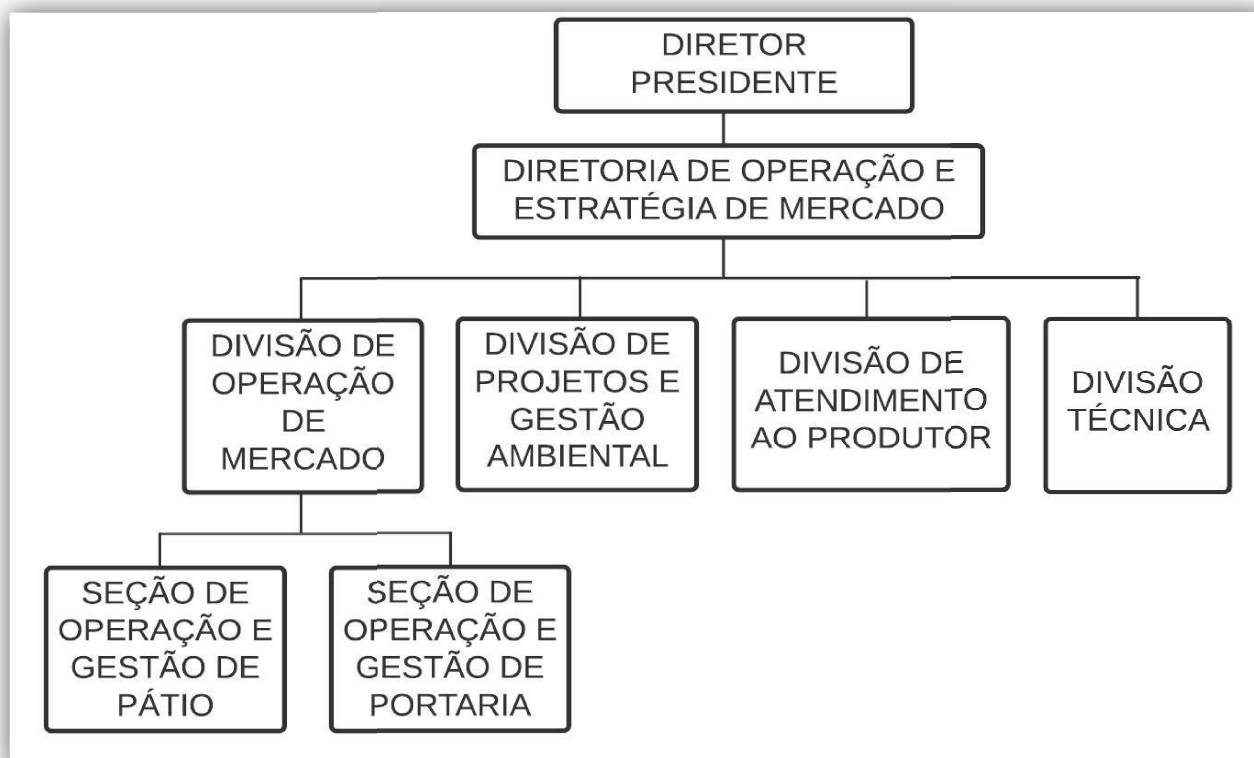 DIRETOR
PRESIDENTE
DIRETORIA DE OPERAÇÃO E
ESTRATÉGIA DE MERCADO
DIVISÃO DE
OPERAÇÃO
DE
MERCADO
DIVISÃO DE
PROJETOS E
GESTÃO
AMBIENTAL
DIVISÃO DE
ATENDIMENTO
AO PRODUTOR
DIVISÃO
TÉCNICA
SEÇÃO DE
OPERAÇÃO E
GESTÃO DE
PÁTIO
SEÇÃO DE
OPERAÇÃO E
GESTÃO DE
PORTARIA